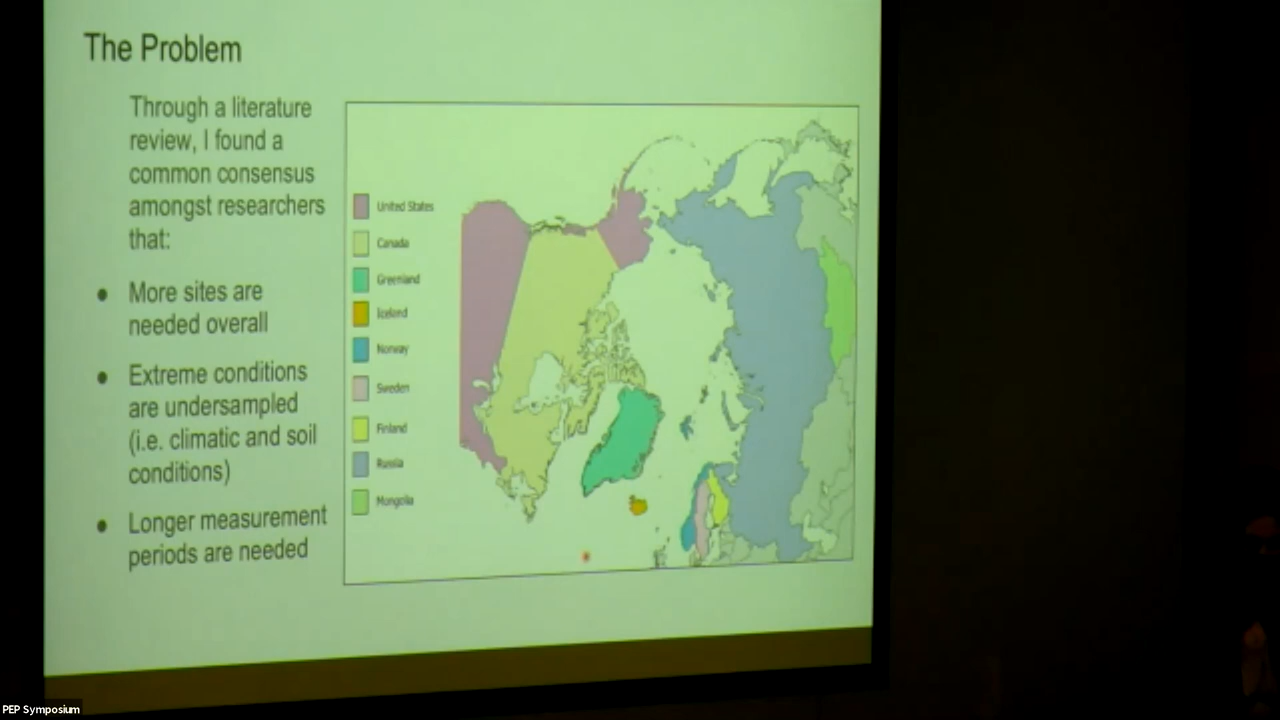 The Problem
Through a literature
review, I found a
common consensus
amongst researchers
that:
● More sites are
needed overall
● Extreme conditions
are undersampled
(i.e. climatic and soil
conditions)
● Longer measurement
periods are needed
United States
Canada
Greenland
Iceland
Norway
Sweden
Finland
Russia
Mongolia
PEP Symposium